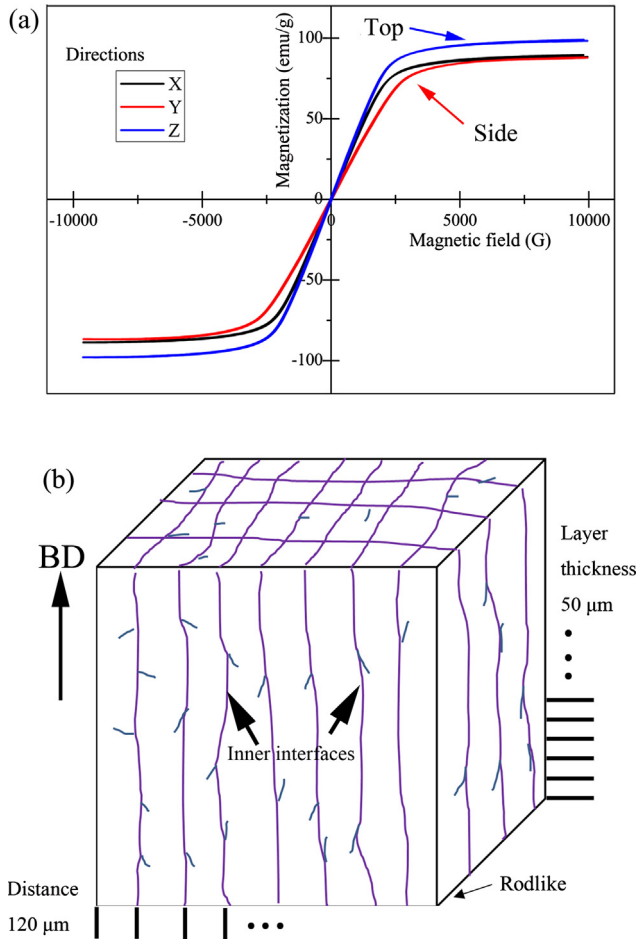 (a)
Directions
X
Y
Z
Magnetization (emu/g)
100
50
0
-50
-100
-10000
-5000
0
5000
10000
Magnetic field (G)
Top
Side
(b)
BD
Layer
thickness
50 μm
Inner interfaces
Distance
120 μm
Rodlike